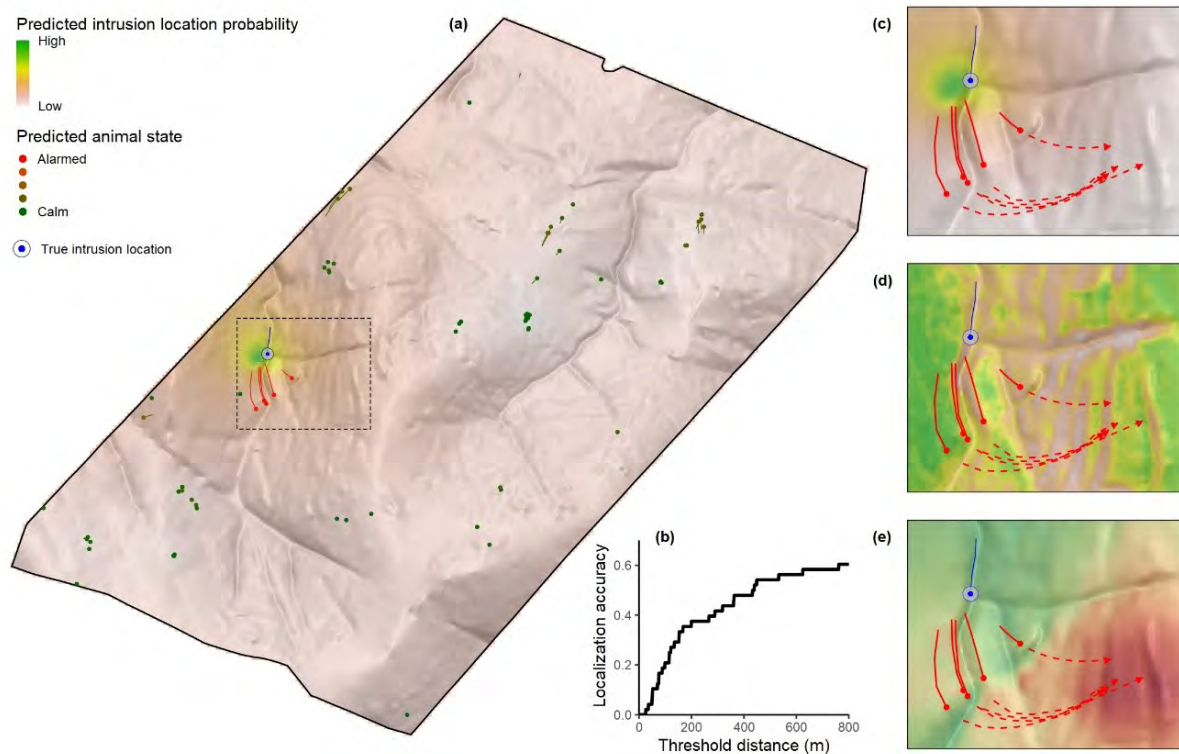 Predicted intrusion location probability
High
Low
Predicted animal state
Alarmed
Calm
True intrusion location
(a)
(b)
Localization accuracy
0.6
0.4
0.2
0.0
0
200
400
600
800
Threshold distance (m)
(c)
(d)
(e)